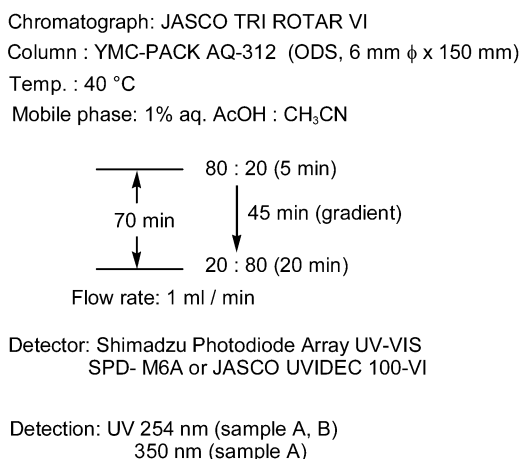 Chromatograph: JASCO TRI ROTAR VI
Column : YMC-PACK AQ-312 (ODS, 6 mm ϕ x 150 mm)
Temp. : 40 °C
Mobile phase: 1% aq. AcOH : CH₃CN
80 : 20 (5 min)
70 min
45 min (gradient)
20 : 80 (20 min)
Flow rate: 1 ml / min
Detector: Shimadzu Photodiode Array UV-VIS
SPD- M6A or JASCO UVIDEC 100-VI
Detection: UV 254 nm (sample A, B)
350 nm (sample A)